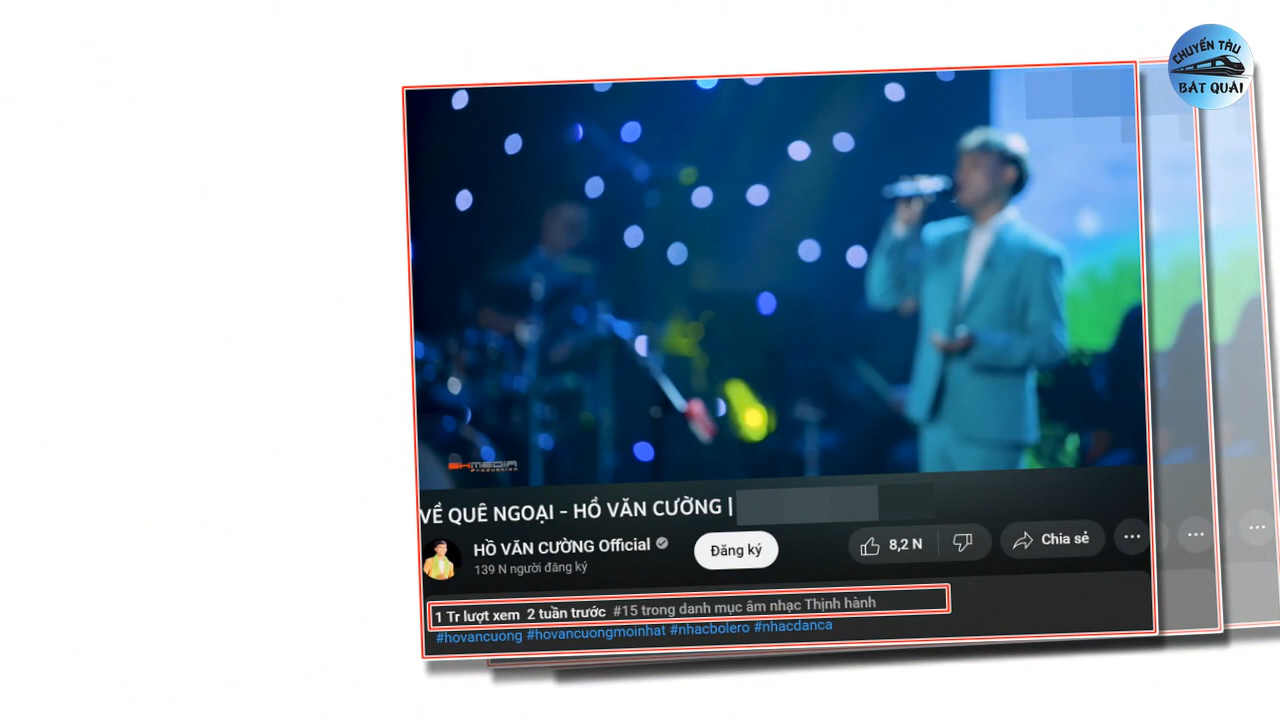 CHUYẾN TÀU
BÁT QUÁI
BHMEDIA
PRODUCTION
VỀ QUÊ NGOẠI - HỒ VĂN CƯỜNG |
HỒ VĂN CƯỜNG Official
139 N người đăng ký
Đăng ký
8,2 N
Chia sẻ
1 Tr lượt xem 2 tuần trước #15 trong danh mục âm nhạc Thịnh hành
#hovancuong #hovancuongmoinhat #nhacbolero #nhacdanca